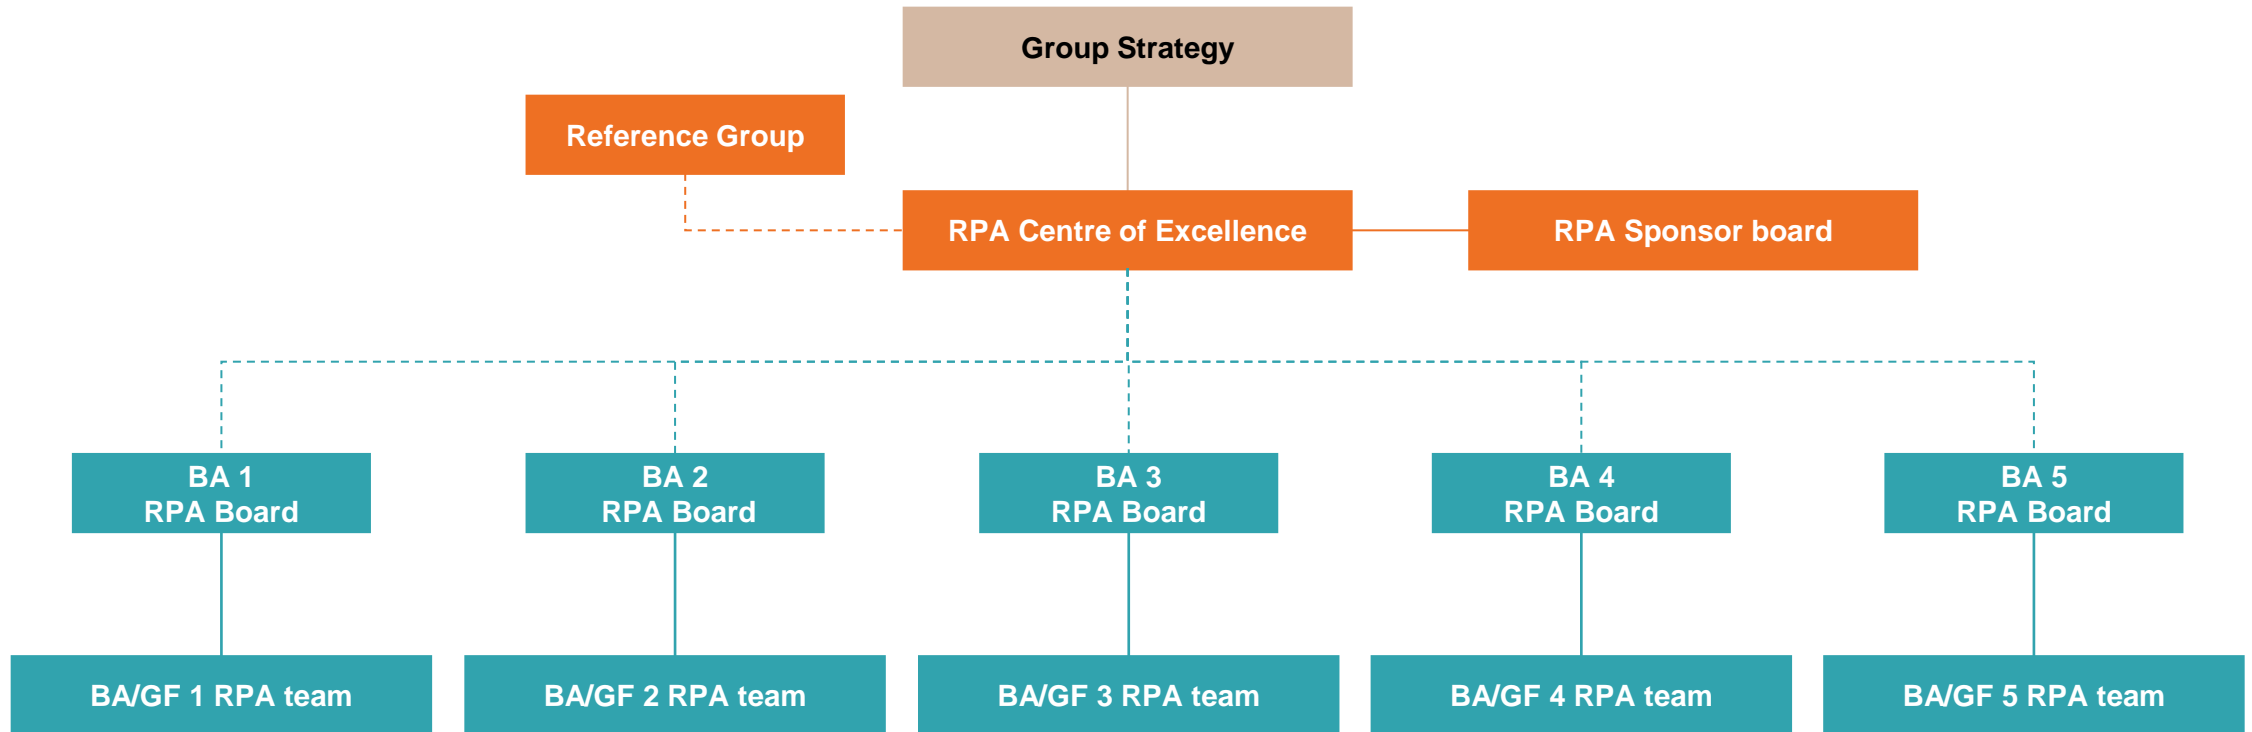 Group Strategy
Reference Group
RPA Centre of Excellence
RPA Sponsor board
BA 1
RPA Board
BA 2
RPA Board
BA 3
RPA Board
BA 4
RPA Board
BA 5
RPA Board
BA/GF 1 RPA team
BA/GF 2 RPA team
BA/GF 3 RPA team
BA/GF 4 RPA team
BA/GF 5 RPA team